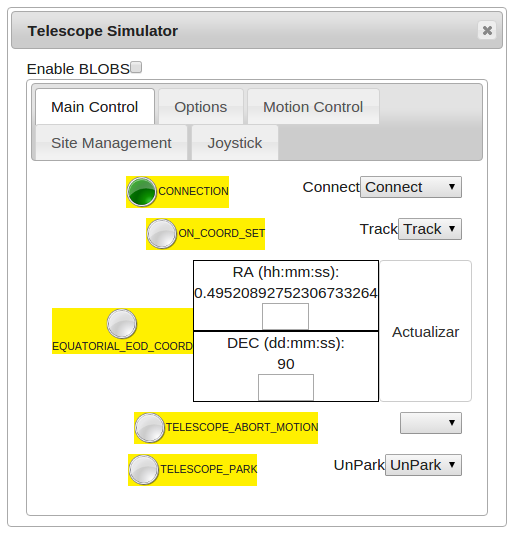 Telescope Simulator
Enable BLOBS
Main Control Options Motion Control
Site Management Joystick
CONNECTION Connect Connect
ON_COORD_SET Track Track
RA (hh:mm:ss):
0.49520892752306733264
EQUATORIAL_EOD_COORD
Actualizar
DEC (dd:mm:ss):
90
TELESCOPE_ABORT_MOTION
TELESCOPE_PARK UnPark UnPark